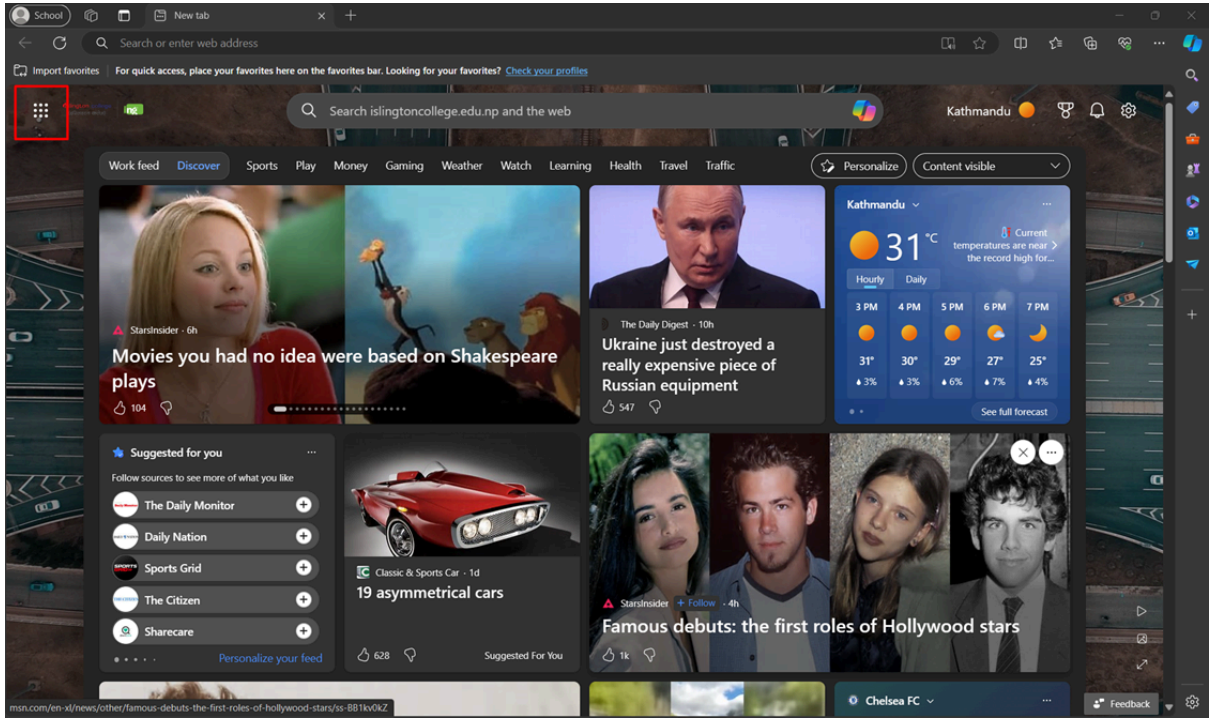 School
New tab
Search or enter web address
Import favorites
For quick access, place your favorites here on the favorites bar. Looking for your favorites? Check your profiles
ing
Search islingtoncollege.edu.np and the web
Kathmandu
Work feed Discover Sports Play Money Gaming Weather Watch Learning Health Travel Traffic
Personalize
Content visible
StarsInsider · 6h
Movies you had no idea were based on Shakespeare
plays
104
The Daily Digest · 10h
Ukraine just destroyed a
really expensive piece of
Russian equipment
547
Kathmandu
31 °C
Current
temperatures are near
the record high for...
Hourly Daily
3 PM 4 PM 5 PM 6 PM 7 PM
31° 30° 29° 27° 25°
3% 3% 6% 7% 4%
See full forecast
Suggested for you
Follow sources to see more of what you like
The Daily Monitor
Daily Nation
Sports Grid
The Citizen
Sharecare
Personalize your feed
Classic & Sports Car · 1d
19 asymmetrical cars
628
Suggested For You
StarsInsider + Follow · 4h
Famous debuts: the first roles of Hollywood stars
1k
Chelsea FC
Feedback
msn.com/en-xl/news/other/famous-debuts-the-first-roles-of-hollywood-stars/ss-BB1kv0kZ